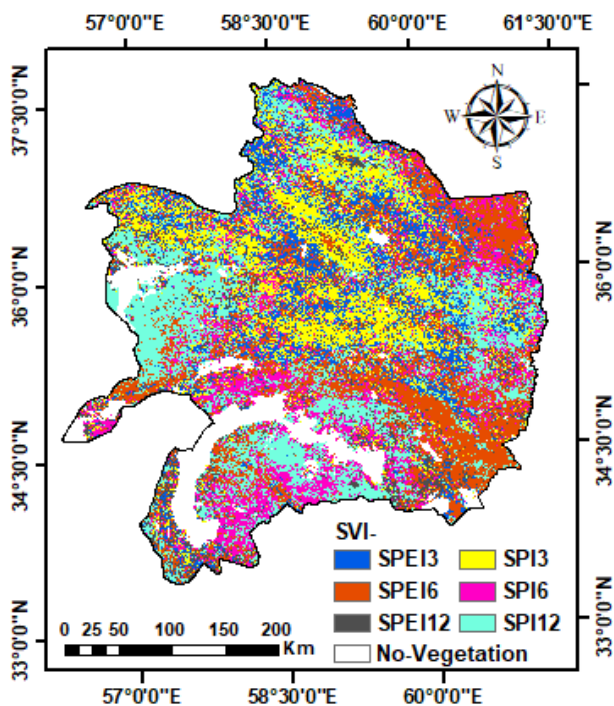 57°0'0"E 58°30'0"E 60°0'0"E 61°30'0"E
N
W E
S
37°30'0"N
36°0'0"N
34°30'0"N
33°0'0"N
36°0'0"N
34°30'0"N
33°0'0"N
SVI-
SPEI3 SPI3
SPEI6 SPI6
SPEI12 SPI12
No-Vegetation
0 25 50 100 150 200
Km
57°0'0"E 58°30'0"E 60°0'0"E